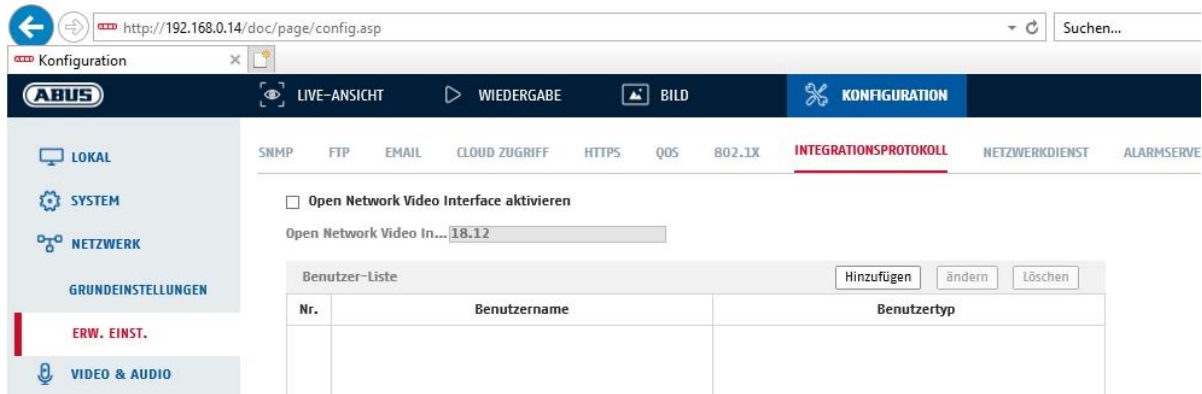 http://192.168.0.14/doc/page/config.asp Suchen...
Konfiguration
ABUS LIVE-ANSICHT WIEDERGABE BILD KONFIGURATION
LOKAL
SYSTEM
NETZWERK
GRUNDEINSTELLUNGEN
ERW. EINST.
VIDEO & AUDIO
SNMP FTP EMAIL CLOUD ZUGRIFF HTTPS QOS 802.1X INTEGRATIONSPROTOKOLL NETZWERKDIENST ALARMSERVE
Open Network Video Interface aktivieren
Open Network Video In... 18.12
Benutzer-Liste Hinzufügen ändern Löschen
Nr. Benutzername Benutzertyp